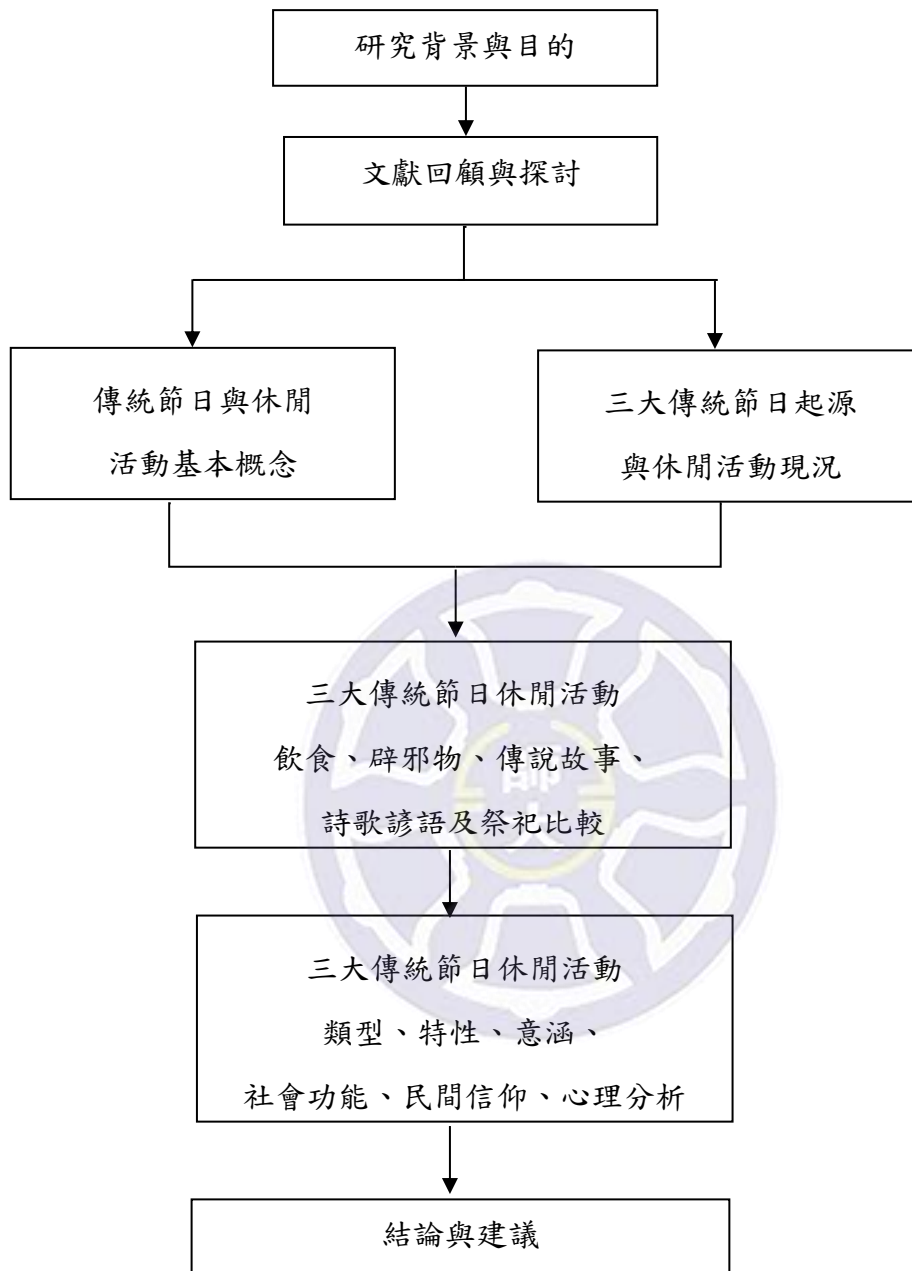 研究背景與目的
文獻回顧與探討
傳統節日與休閒
活動基本概念
三大傳統節日起源
與休閒活動現況
三大傳統節日休閒活動
飲食、辟邪物、傳說故事、
詩歌諺語及祭祀比較
師大
三大傳統節日休閒活動
類型、特性、意涵、
社會功能、民間信仰、心理分析
結論與建議